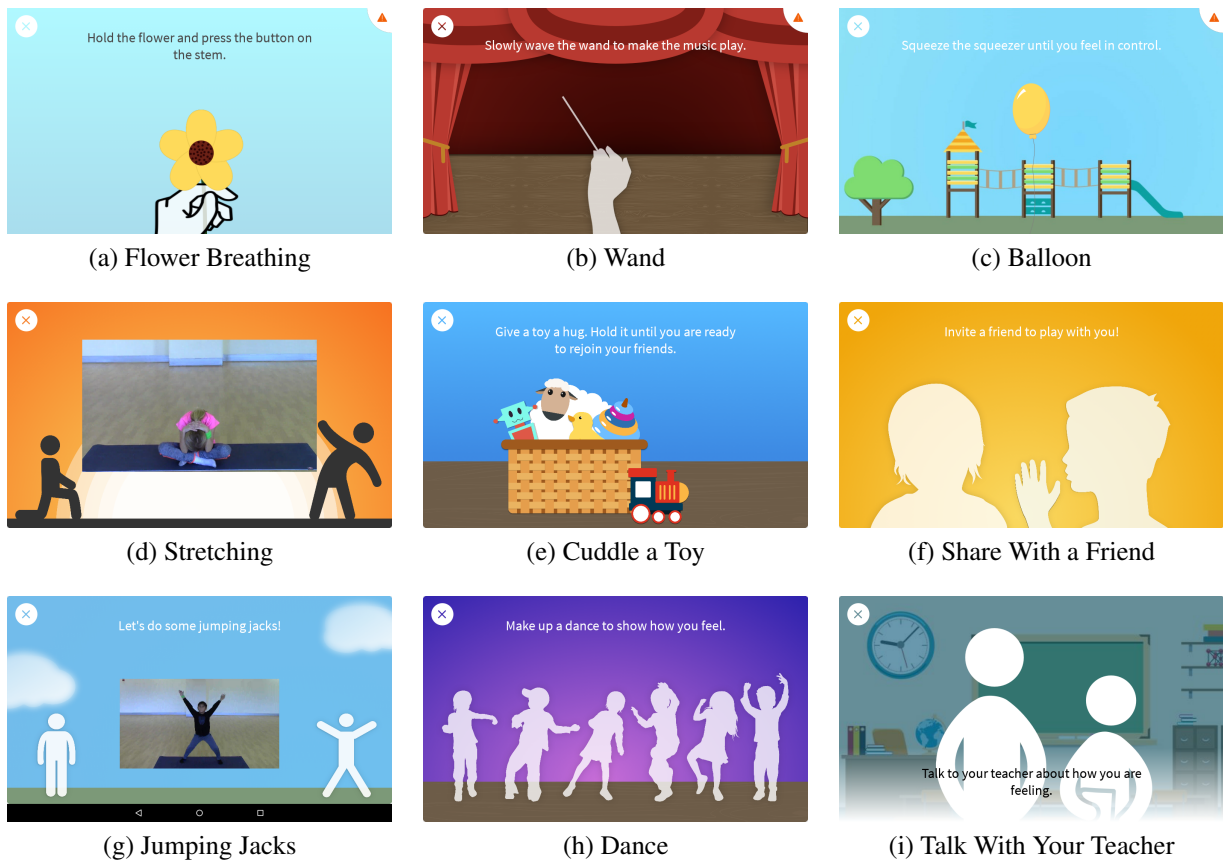 Hold the flower and press the button on
the stem.
(a) Flower Breathing
Slowly wave the wand to make the music play.
(b) Wand
Squeeze the squeezer until you feel in control.
(c) Balloon
(d) Stretching
Give a toy a hug. Hold it until you are ready
to rejoin your friends.
(e) Cuddle a Toy
Invite a friend to play with you!
(f) Share With a Friend
Let's do some jumping jacks!
(g) Jumping Jacks
Make up a dance to show how you feel.
(h) Dance
Talk to your teacher about how you are
feeling.
(i) Talk With Your Teacher